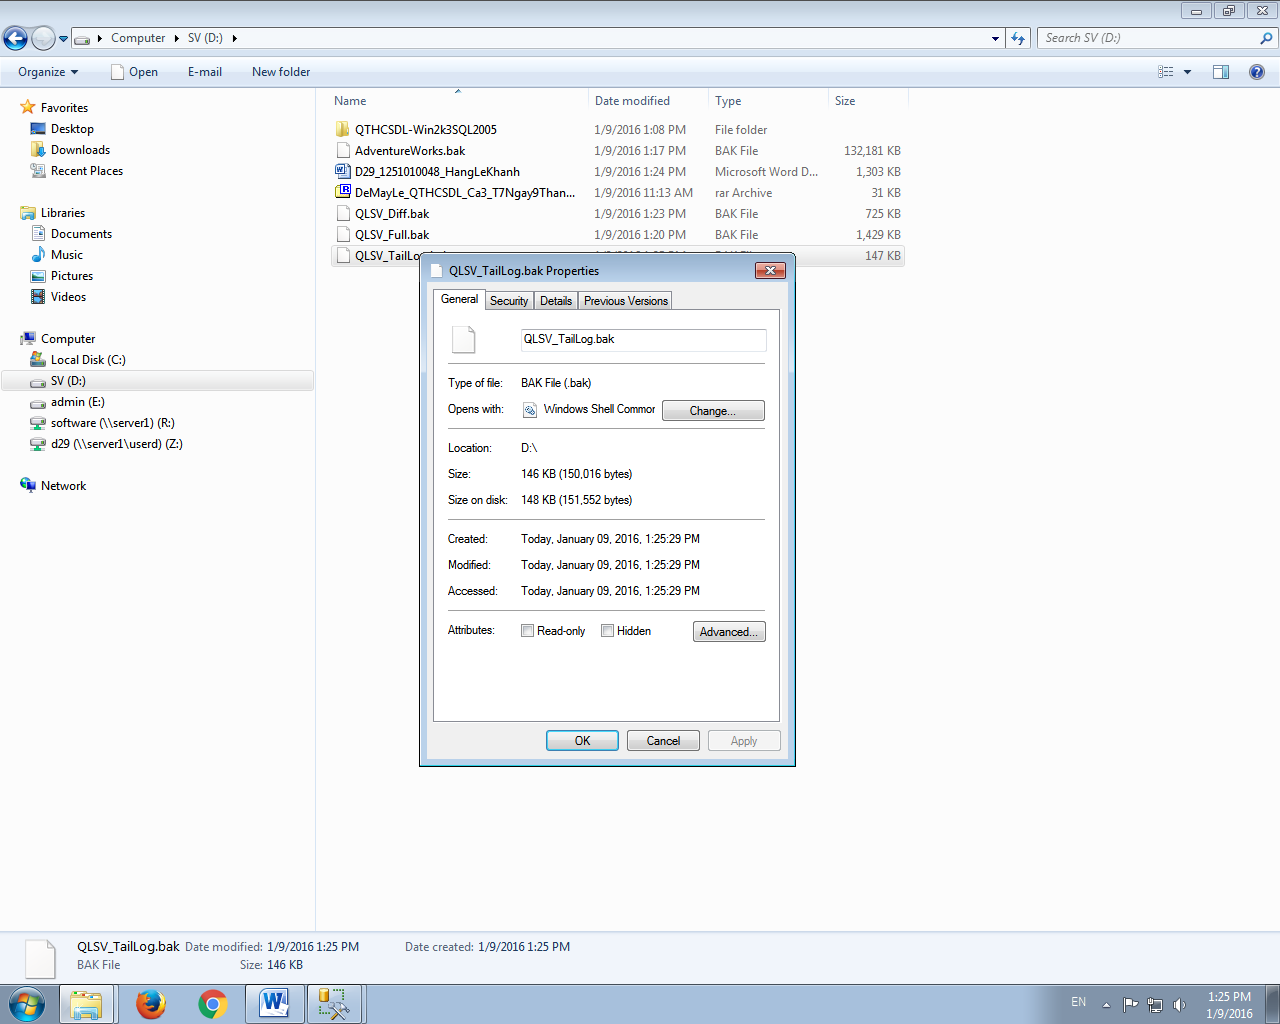 Computer SV (D:)
Search SV (D:)
Organize Open E-mail New folder
Favorites
Desktop
Downloads
Recent Places
Libraries
Documents
Music
Pictures
Videos
Computer
Local Disk (C:)
SV (D:)
admin (E:)
software (\\server1) (R:)
d29 (\\server1\userd) (Z:)
Network
Name Date modified Type Size
QTHCSDL-Win2k3SQL2005 1/9/2016 1:08 PM File folder
AdventureWorks.bak 1/9/2016 1:17 PM BAK File 132,181 KB
D29_1251010048_HangLeKhanh 1/9/2016 1:24 PM Microsoft Word D... 1,303 KB
DeMayLe_QTHCSDL_Ca3_T7Ngay9Than... 1/9/2016 11:13 AM rar Archive 31 KB
QLSV_Diff.bak 1/9/2016 1:23 PM BAK File 725 KB
QLSV_Full.bak 1/9/2016 1:20 PM BAK File 1,429 KB
QLSV_TailLo 147 KB
QLSV_TailLog.bak Properties
General Security Details Previous Versions
QLSV_TailLog.bak
Type of file: BAK File (.bak)
Opens with: Windows Shell Commor Change...
Location: D:\
Size: 146 KB (150,016 bytes)
Size on disk: 148 KB (151,552 bytes)
Created: Today, January 09, 2016, 1:25:29 PM
Modified: Today, January 09, 2016, 1:25:29 PM
Accessed: Today, January 09, 2016, 1:25:29 PM
Attributes: Read-only Hidden Advanced...
OK Cancel Apply
QLSV_TailLog.bak Date modified: 1/9/2016 1:25 PM Date created: 1/9/2016 1:25 PM
BAK File Size: 146 KB
EN
1:25 PM
1/9/2016